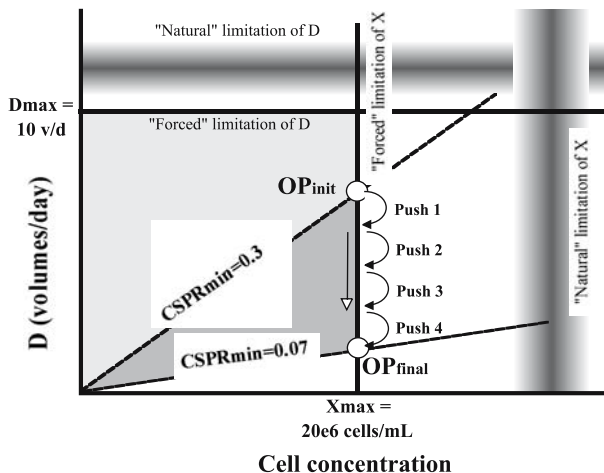 "Natural" limitation of D
"Forced" limitation of X
Dmax =
10 v/d
"Forced" limitation of D
OPinit
Push 1
Push 2
Push 3
Push 4
"Natural" limitation of X
D (volumes/day)
CSPRmin=0.3
CSPRmin=0.07
OPfinal
Xmax =
20e6 cells/mL
Cell concentration